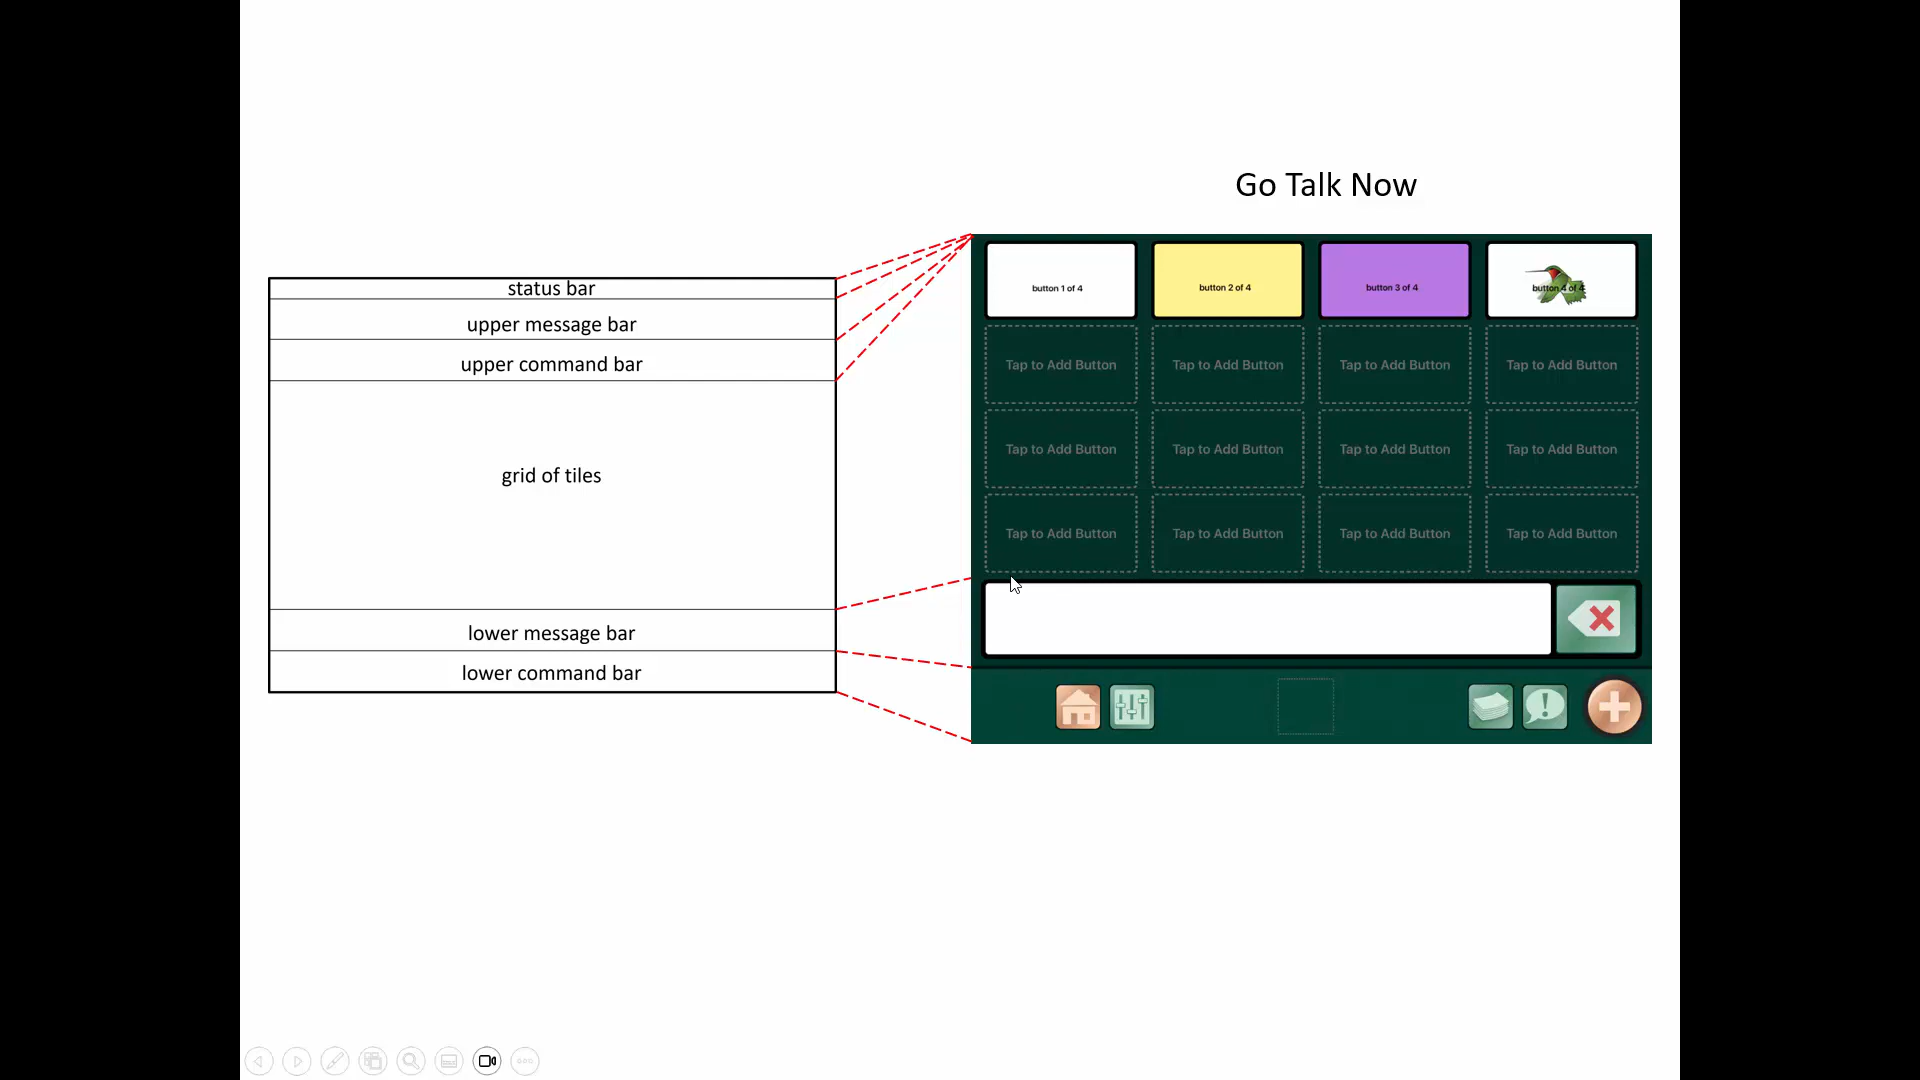 Go Talk Now
status bar
upper message bar
upper command bar
grid of tiles
lower message bar
lower command bar
button 1 of 4
button 2 of 4
button 3 of 4
button 4 of 4
Tap to Add Button
Tap to Add Button
Tap to Add Button
Tap to Add Button
Tap to Add Button
Tap to Add Button
Tap to Add Button
Tap to Add Button
Tap to Add Button
Tap to Add Button
Tap to Add Button
Tap to Add Button